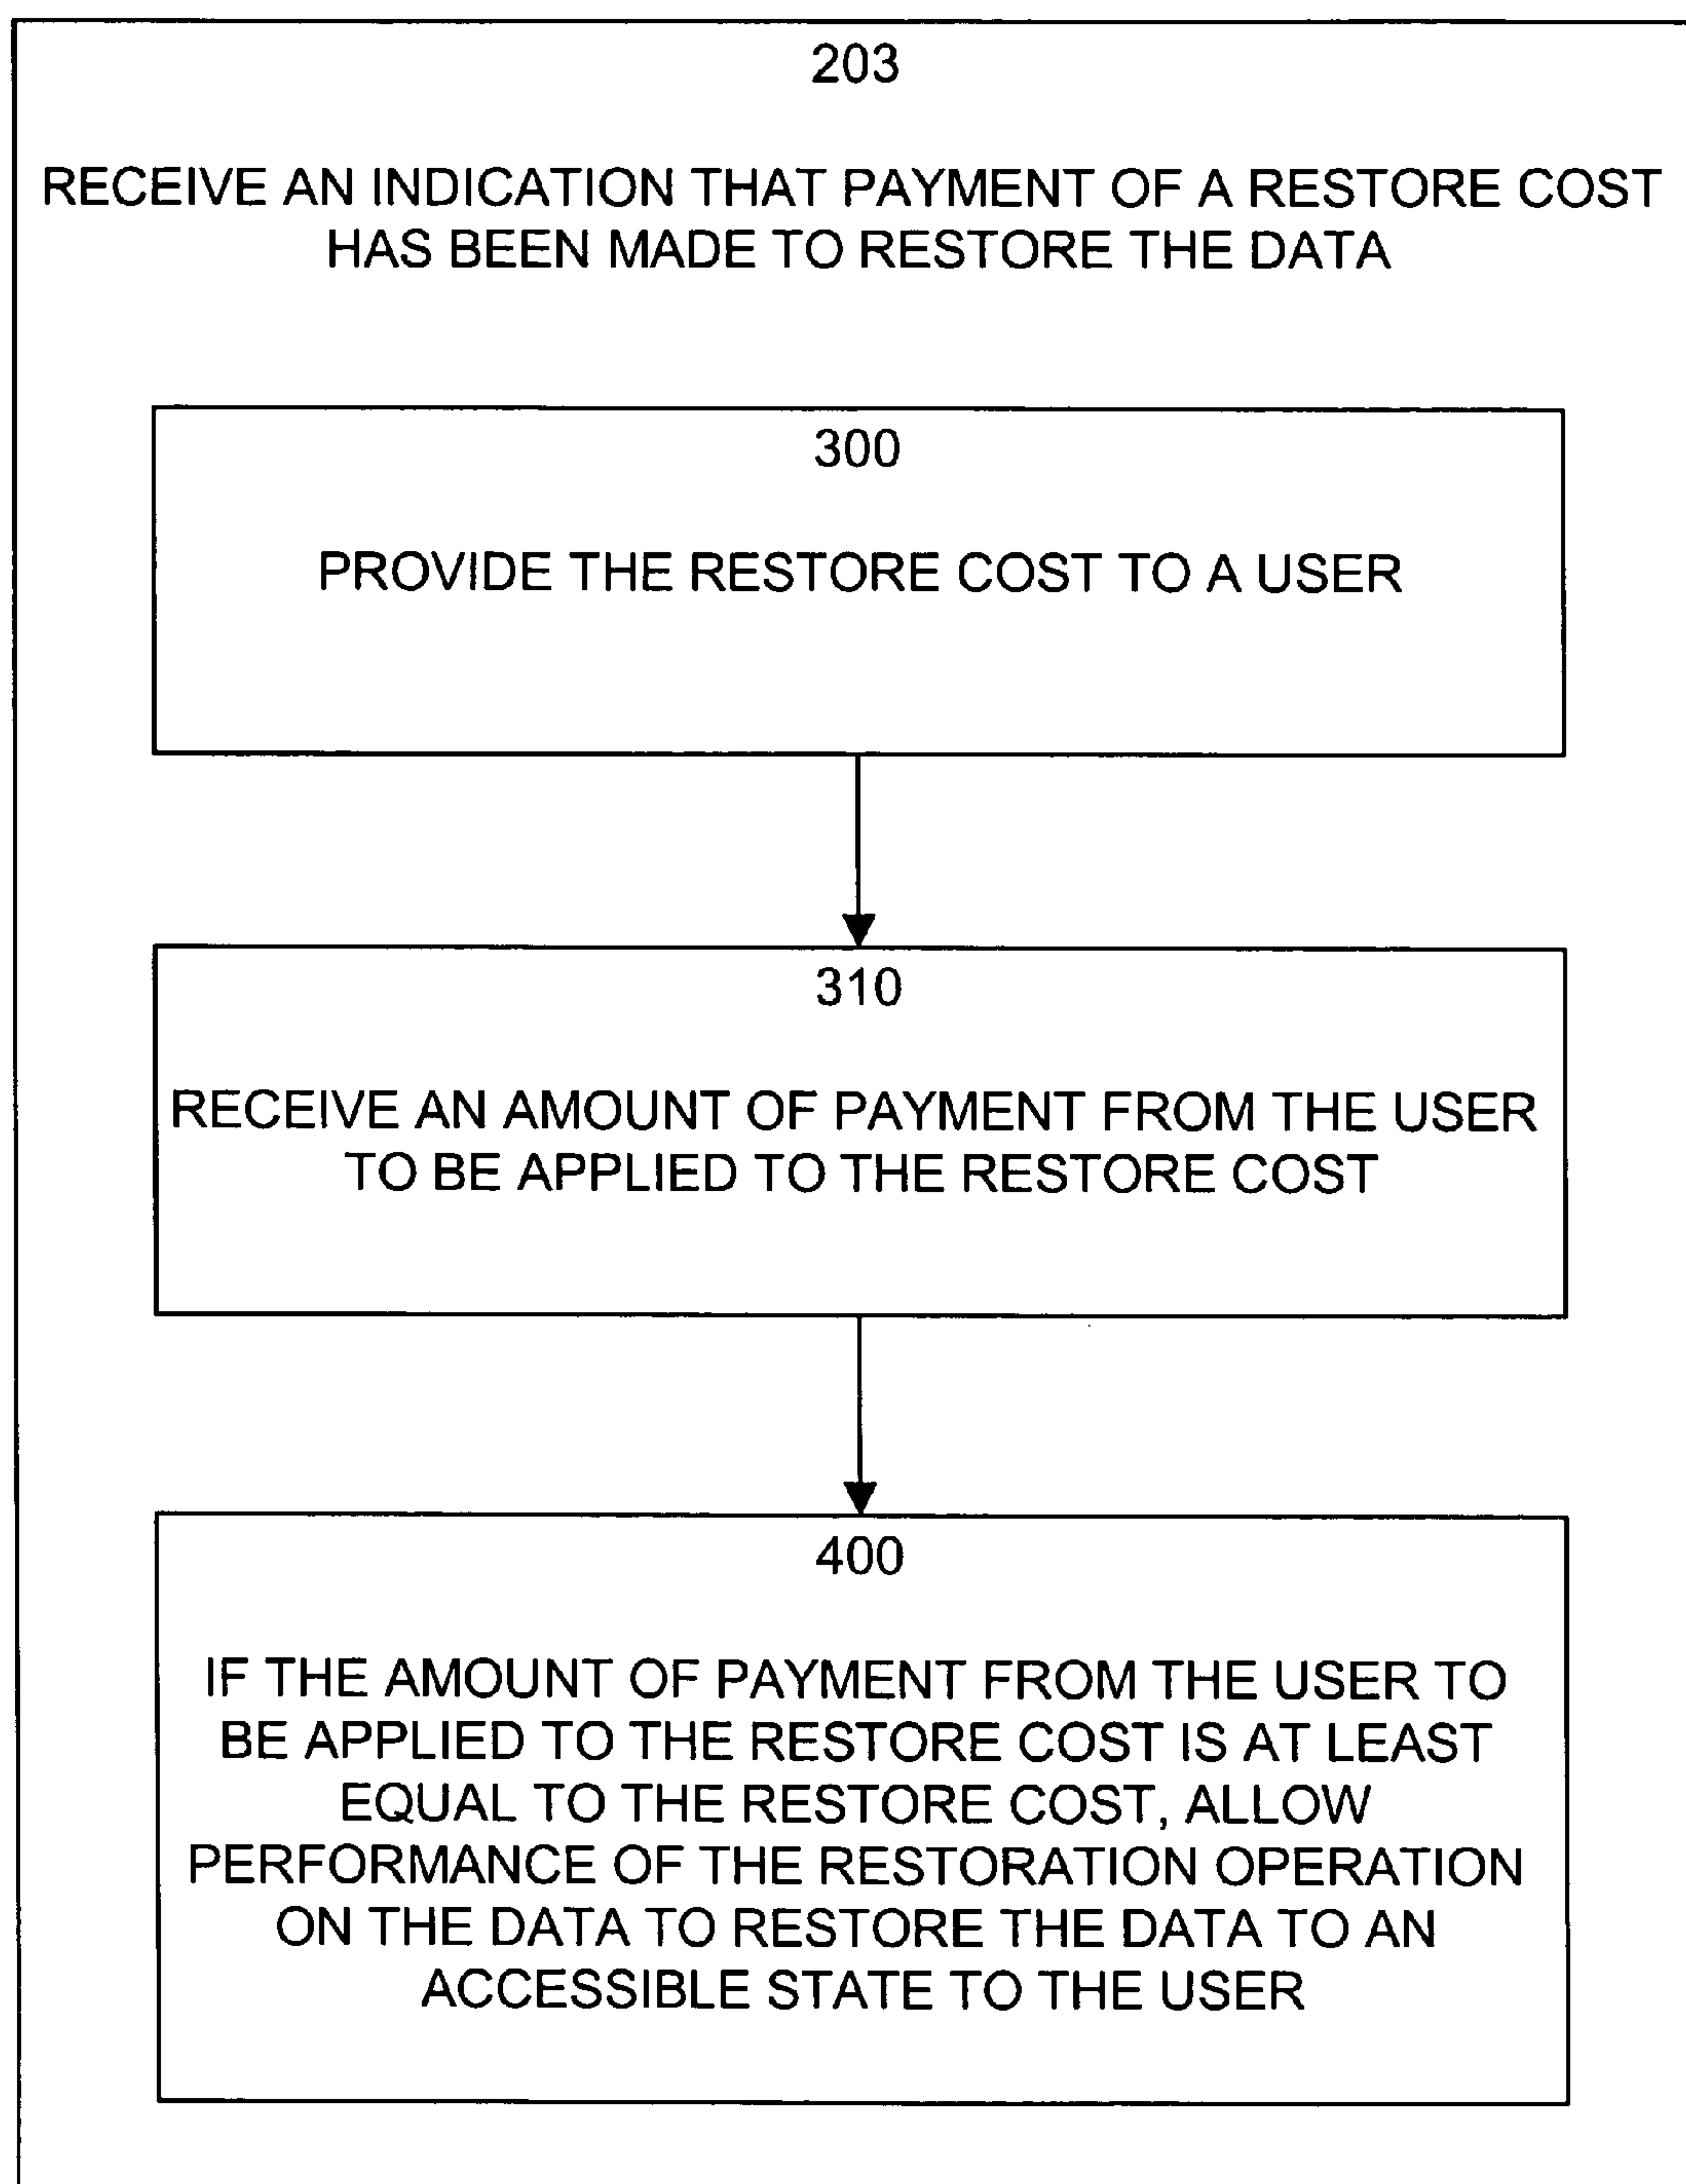 203
RECEIVE AN INDICATION THAT PAYMENT OF A RESTORE COST
HAS BEEN MADE TO RESTORE THE DATA
300
PROVIDE THE RESTORE COST TO A USER
310
RECEIVE AN AMOUNT OF PAYMENT FROM THE USER
TO BE APPLIED TO THE RESTORE COST
400
IF THE AMOUNT OF PAYMENT FROM THE USER TO
BE APPLIED TO THE RESTORE COST IS AT LEAST
EQUAL TO THE RESTORE COST, ALLOW
PERFORMANCE OF THE RESTORATION OPERATION
ON THE DATA TO RESTORE THE DATA TO AN
ACCESSIBLE STATE TO THE USER